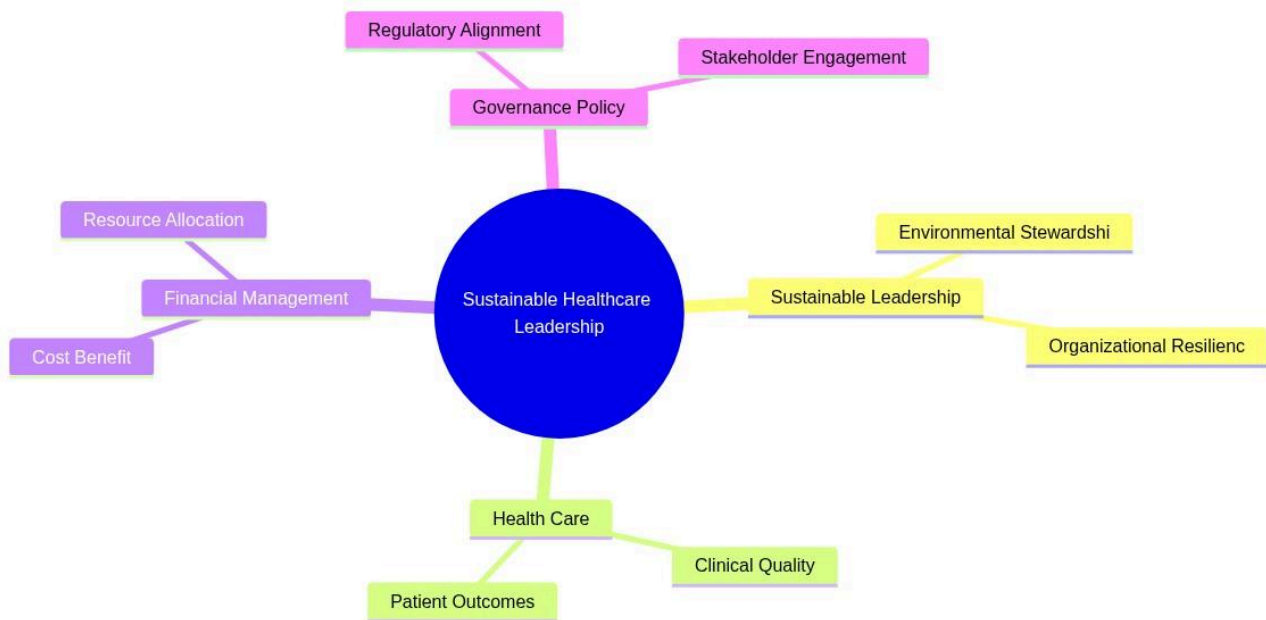 Regulatory Alignment
Stakeholder Engagement
Governance Policy
Resource Allocation
Environmental Stewardshi
Financial Management
Sustainable Healthcare
Leadership
Sustainable Leadership
Cost Benefit
Organizational Resilienc
Health Care
Clinical Quality
Patient Outcomes